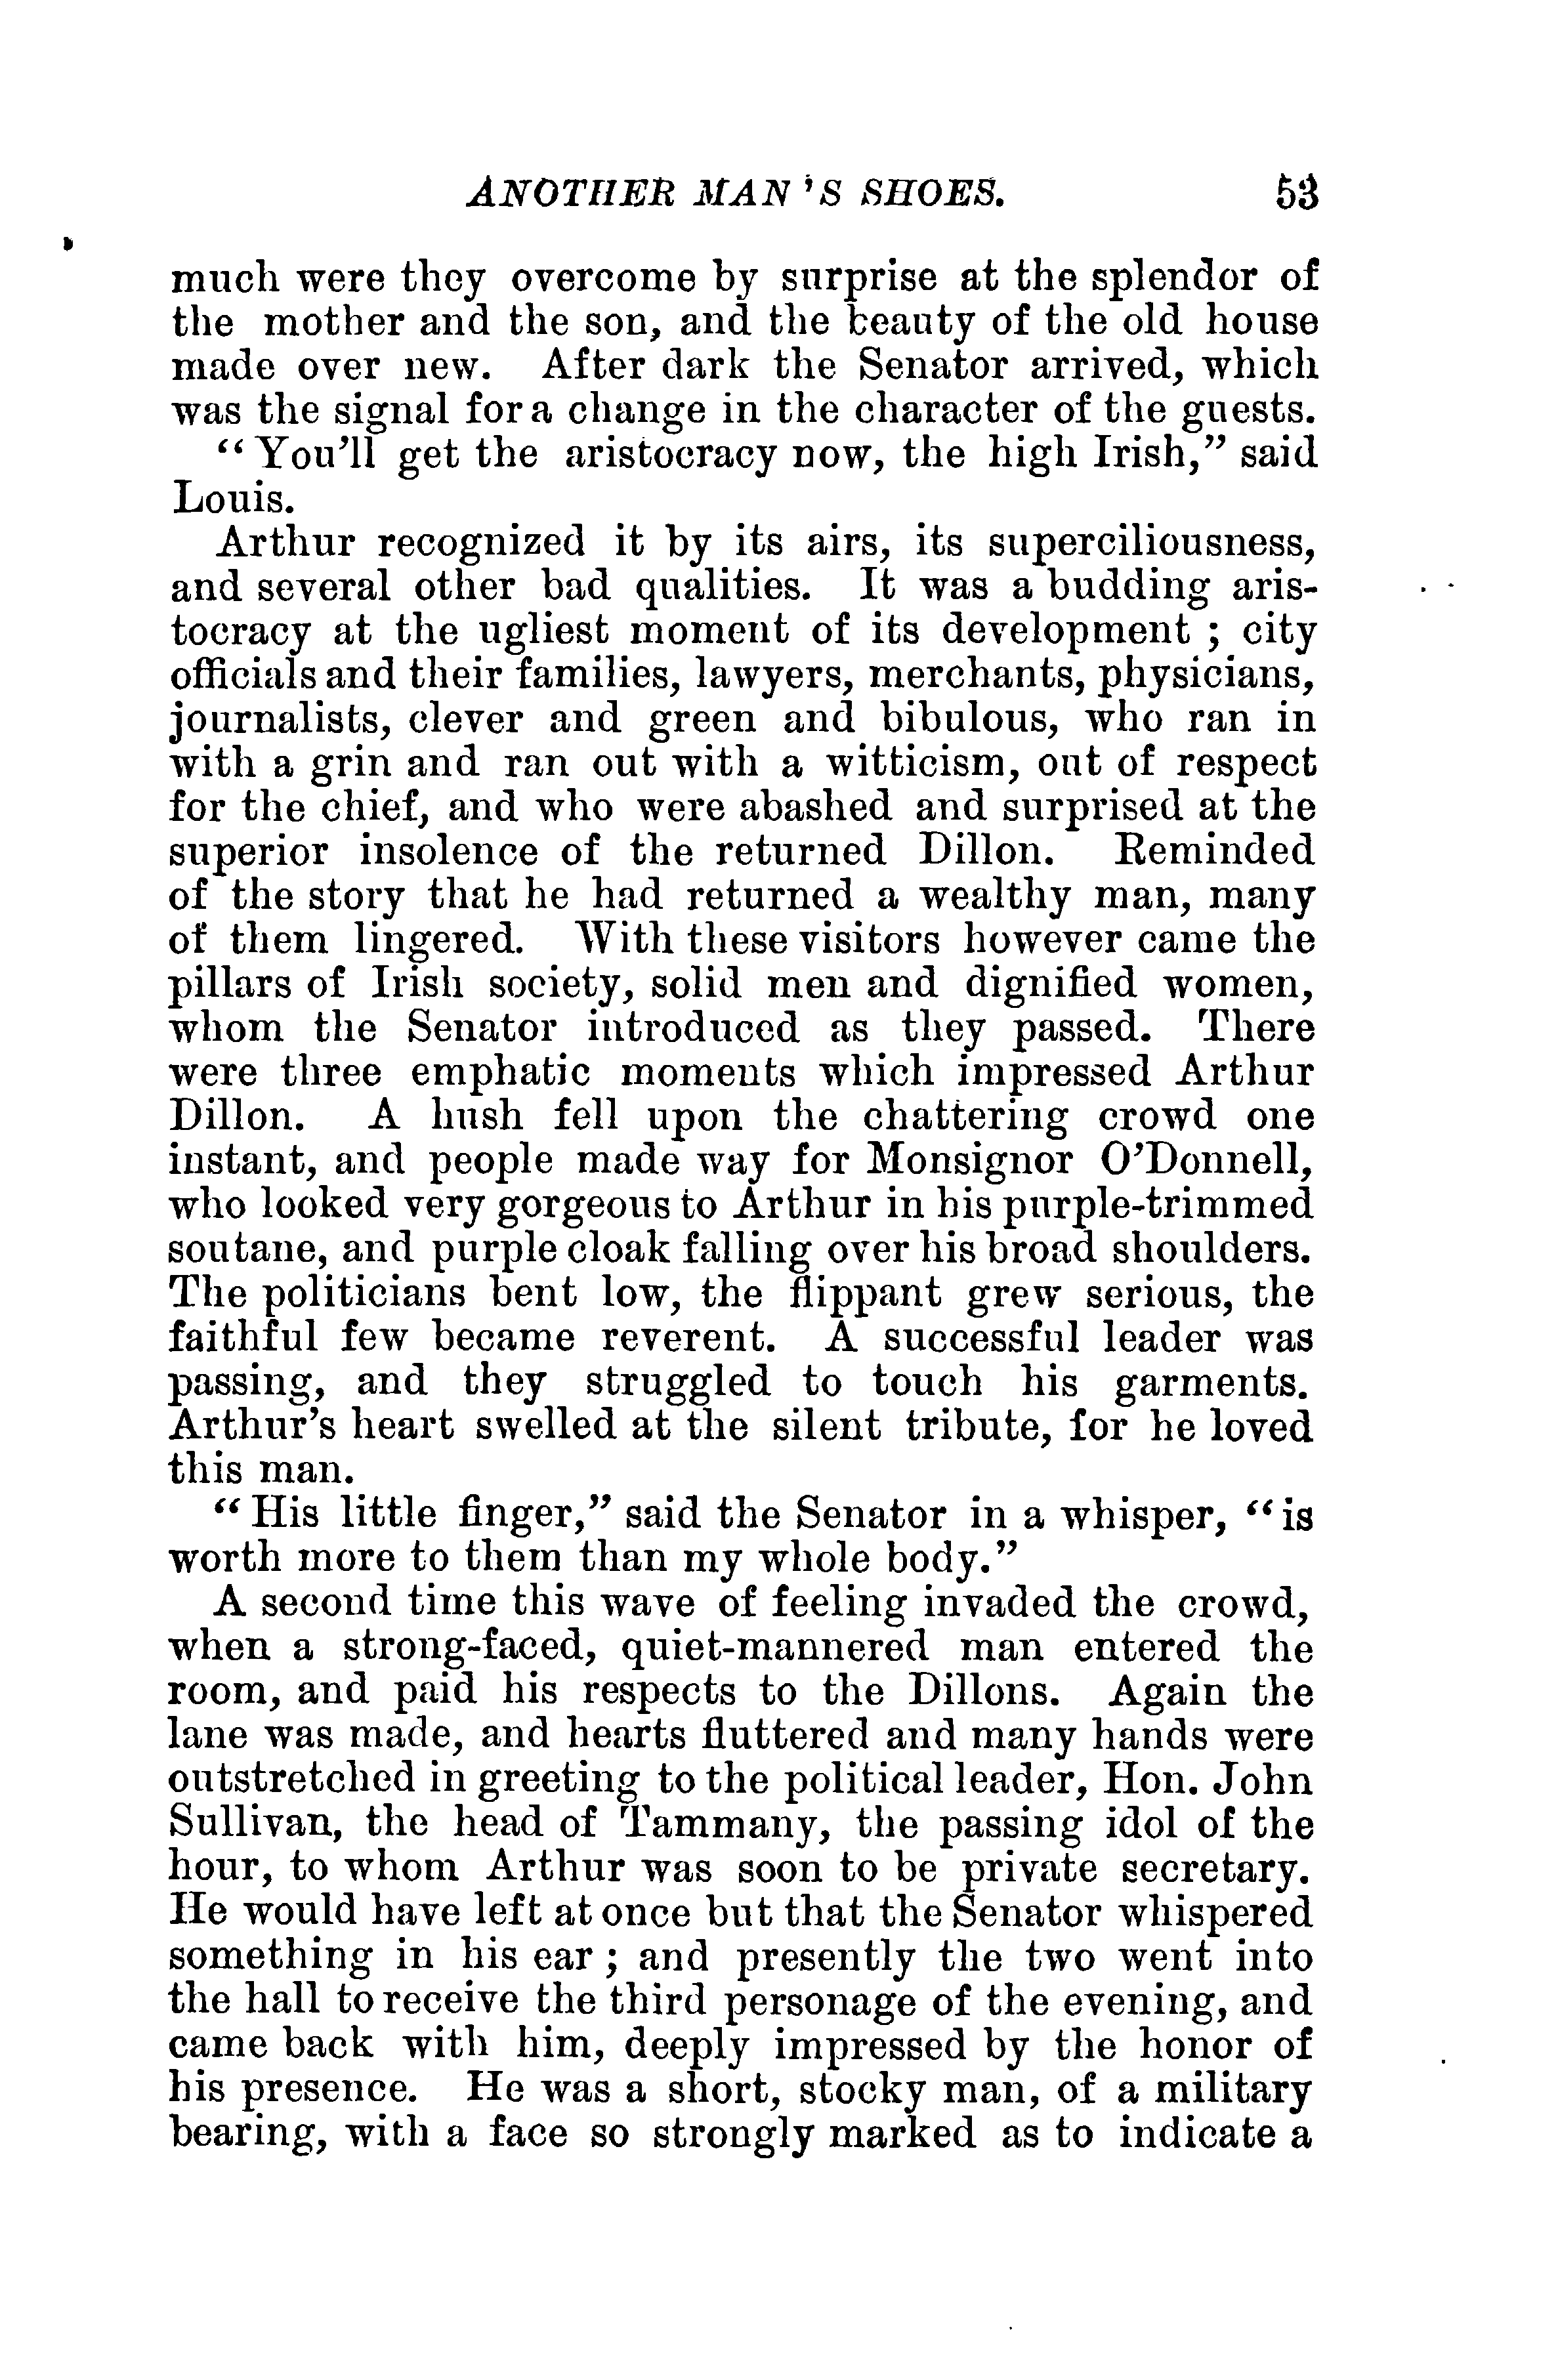 ANOTHER MAN'S SHOES. 53
much were they overcome by surprise at the splendor of
the mother and the son, and the beauty of the old house
made over new. After dark the Senator arrived, which
was the signal for a change in the character of the guests.
"You'll get the aristocracy now, the high Irish," said
Louis.
Arthur recognized it by its airs, its superciliousness,
and several other bad qualities. It was a budding aris-
tocracy at the ugliest moment of its development ; city
officials and their families, lawyers, merchants, physicians,
journalists, clever and green and bibulous, who ran in
with a grin and ran out with a witticism, out of respect
for the chief, and who were abashed and surprised at the
superior insolence of the returned Dillon. Reminded
of the story that he had returned a wealthy man, many
of them lingered. With these visitors however came the
pillars of Irish society, solid men and dignified women,
whom the Senator introduced as they passed. There
were three emphatic moments which impressed Arthur
Dillon. A hush fell upon the chattering crowd one
instant, and people made way for Monsignor O'Donnell,
who looked very gorgeous to Arthur in his purple-trimmed
soutane, and purple cloak falling over his broad shoulders.
The politicians bent low, the flippant grew serious, the
faithful few became reverent. A successful leader was
passing, and they struggled to touch his garments.
Arthur's heart swelled at the silent tribute, for he loved
this man.
"His little finger," said the Senator in a whisper, "is
worth more to them than my whole body."
A second time this wave of feeling invaded the crowd,
when a strong-faced, quiet-mannered man entered the
room, and paid his respects to the Dillons. Again the
lane was made, and hearts fluttered and many hands were
outstretched in greeting to the political leader, Hon. John
Sullivan, the head of Tammany, the passing idol of the
hour, to whom Arthur was soon to be private secretary.
He would have left at once but that the Senator whispered
something in his ear ; and presently the two went into
the hall to receive the third personage of the evening, and
came back with him, deeply impressed by the honor of
his presence. He was a short, stocky man, of a military
bearing, with a face so strongly marked as to indicate a